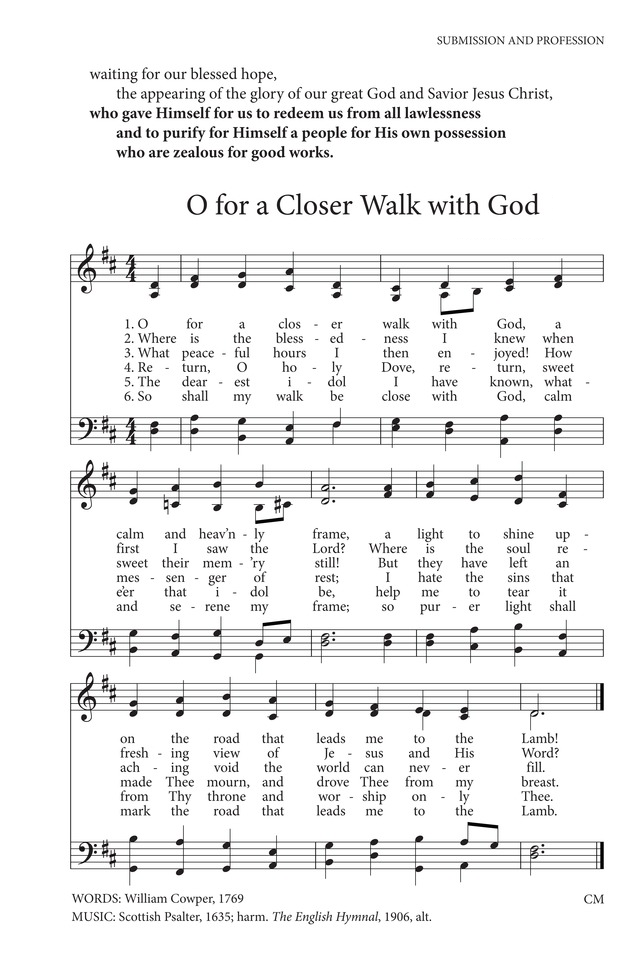 SUBMISSION AND PROFESSION
waiting for our blessed hope,
the appearing of the glory of our great God and Savior Jesus Christ,
who gave Himself for us to redeem us from all lawlessness
and to purify for Himself a people for His own possession
who are zealous for good works.
O for a Closer Walk with God
1. O for a clos - er walk with God, a
2. Where is the bless - ed - ness I knew when
3. What peace - ful hours I then en - joyed! How
4. Re - turn, O ho - ly Dove, re - turn, sweet
5. The dear - est i - dol I have known, what -
6. So shall my walk be close with God, calm
calm and heav'n - ly frame, a light to shine up -
first I saw the Lord? Where is the soul re -
sweet their mem - 'ry still! But they have left an
mes - sen - ger of rest; I hate the sins that
e'er that i - dol be, help me to tear it
and se - rene my frame; so pur - er light shall
on the road that leads me to the Lamb!
fresh - ing view of Je - sus and His Word?
ach - ing void the world can nev - er fill.
made Thee mourn, and drove Thee from my breast.
from Thy throne and wor - ship on - ly Thee.
mark the road that leads me to the Lamb.
WORDS: William Cowper, 1769 CM
MUSIC: Scottish Psalter, 1635; harm. The English Hymnal, 1906, alt.